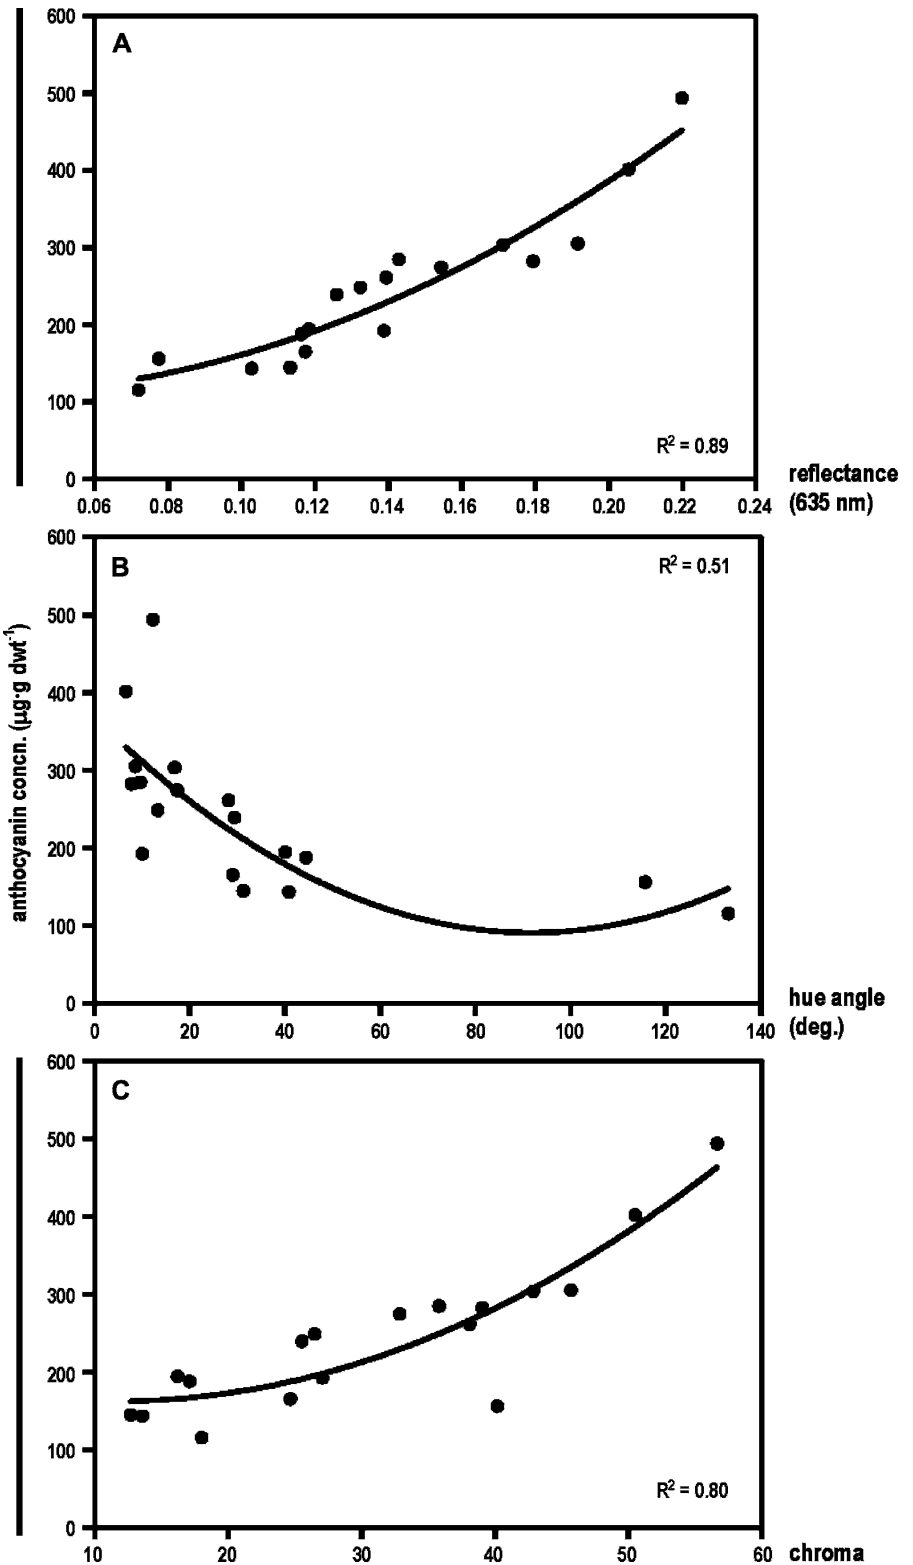 600
A
500
400
300
200
100
R² = 0.89
0
reflectance
0.06 0.08 0.10 0.12 0.14 0.16 0.18 0.20 0.22 0.24
(635 nm)
600
B
R² = 0.51
500
400
300
200
100
anthocyanin concn. (µg·g dwt⁻¹)
0
hue angle
0 20 40 60 80 100 120 140
(deg.)
600
C
500
400
300
200
100
R² = 0.80
0
10 20 30 40 50 60
chroma